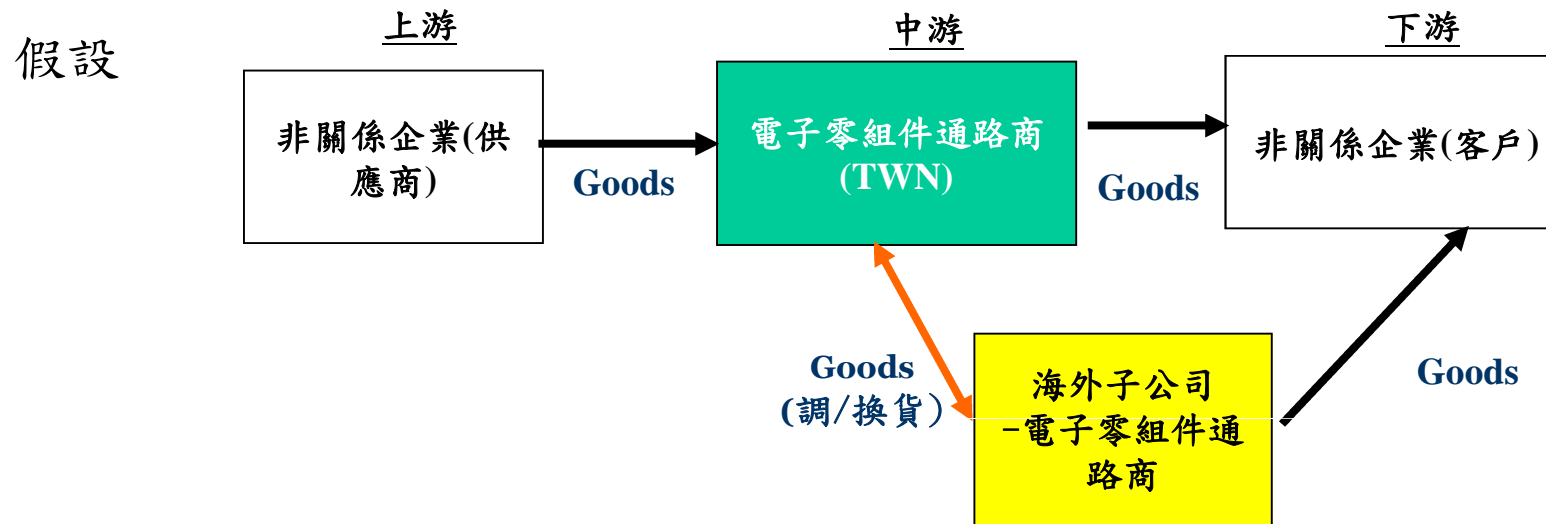 假設
上游
中游
下游
非關係企業(供
應商)
Goods
電子零組件通路商
(TWN)
Goods
非關係企業(客戶)
Goods
(調/換貨)
海外子公司
-電子零組件通
路商
Goods